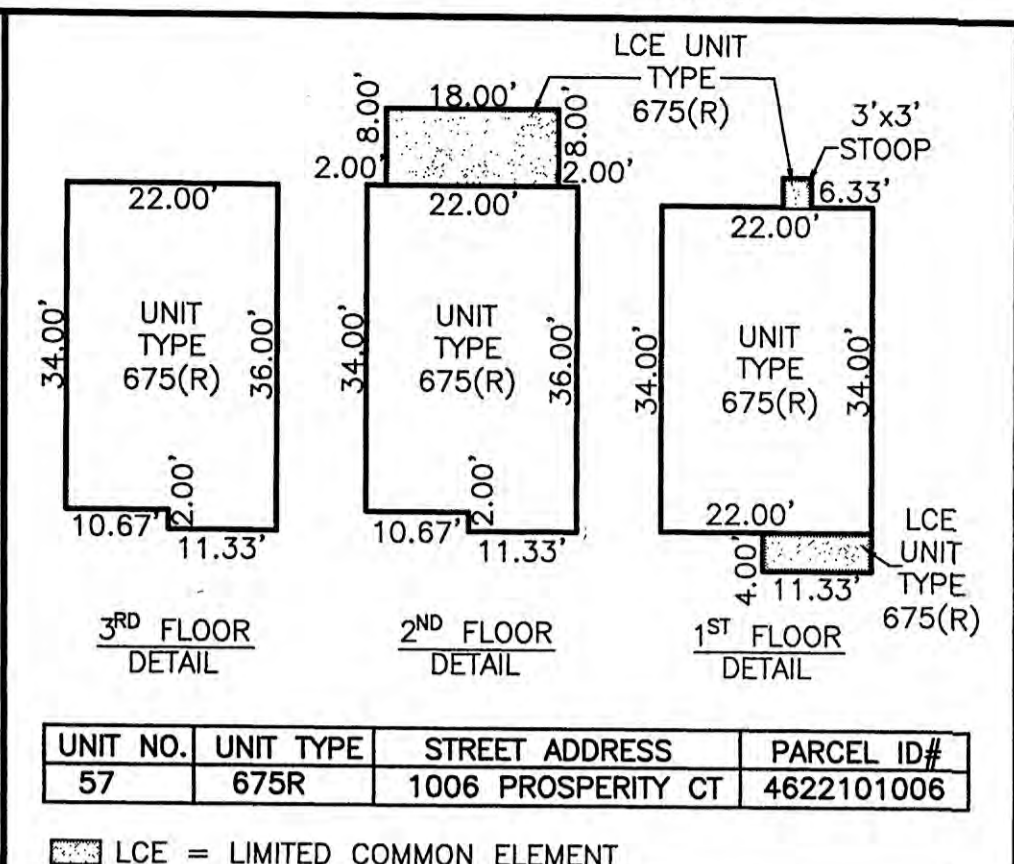 LCE UNIT
TYPE
675(R)
3'x3'
STOOP
22.00'
34.00'
36.00'
UNIT
TYPE
675(R)
10.67'
2.00'
11.33'
3RD FLOOR
DETAIL
18.00'
8.00'
8.00'
2.00'
2.00'
22.00'
34.00'
36.00'
UNIT
TYPE
675(R)
10.67'
2.00'
11.33'
2ND FLOOR
DETAIL
6.33'
22.00'
34.00'
34.00'
UNIT
TYPE
675(R)
22.00'
4.00'
11.33'
LCE
UNIT
TYPE
675(R)
1ST FLOOR
DETAIL
UNIT NO. UNIT TYPE STREET ADDRESS PARCEL ID#
57 675R 1006 PROSPERITY CT 4622101006
LCE = LIMITED COMMON ELEMENT